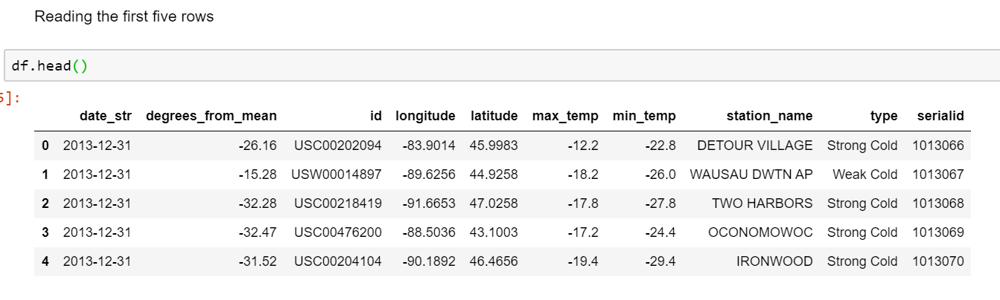 Reading the first five rows
df.head()
5]:
date_str degrees_from_mean id longitude latitude max_temp min_temp station_name type serialid
0 2013-12-31 -26.16 USC00202094 -83.9014 45.9983 -12.2 -22.8 DETOUR VILLAGE Strong Cold 1013066
1 2013-12-31 -15.28 USW00014897 -89.6256 44.9258 -18.2 -26.0 WAUSAU DWTN AP Weak Cold 1013067
2 2013-12-31 -32.28 USC00218419 -91.6653 47.0258 -17.8 -27.8 TWO HARBORS Strong Cold 1013068
3 2013-12-31 -32.47 USC00476200 -88.5036 43.1003 -17.2 -24.4 OCONOMOWOC Strong Cold 1013069
4 2013-12-31 -31.52 USC00204104 -90.1892 46.4656 -19.4 -29.4 IRONWOOD Strong Cold 1013070